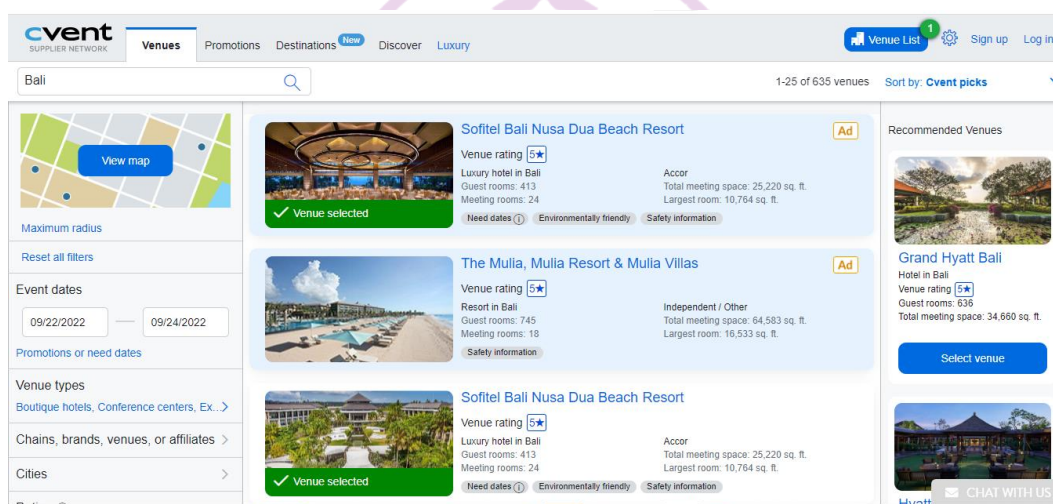 cvent
SUPPLIER NETWORK
Venues
Promotions
Destinations New
Discover
Luxury
Venue List 1
Sign up
Log in
Bali
1-25 of 635 venues
Sort by: Cvent picks
View map
Maximum radius
Reset all filters
Event dates
09/22/2022 — 09/24/2022
Promotions or need dates
Venue types
Boutique hotels, Conference centers, Ex...
Chains, brands, venues, or affiliates
Cities
Sofitel Bali Nusa Dua Beach Resort
Ad
Venue rating 5★
Luxury hotel in Bali
Accor
Guest rooms: 413
Total meeting space: 25,220 sq. ft.
Meeting rooms: 24
Largest room: 10,764 sq. ft.
Need dates Environmentally friendly Safety information
Venue selected
The Mulia, Mulia Resort & Mulia Villas
Ad
Venue rating 5★
Resort in Bali
Independent / Other
Guest rooms: 745
Total meeting space: 64,583 sq. ft.
Meeting rooms: 18
Largest room: 16,533 sq. ft.
Safety information
Sofitel Bali Nusa Dua Beach Resort
Venue rating 5★
Luxury hotel in Bali
Accor
Guest rooms: 413
Total meeting space: 25,220 sq. ft.
Meeting rooms: 24
Largest room: 10,764 sq. ft.
Need dates Environmentally friendly Safety information
Venue selected
Recommended Venues
Grand Hyatt Bali
Hotel in Bali
Venue rating 5★
Guest rooms: 636
Total meeting space: 34,660 sq. ft.
Select venue
CHAT WITH US